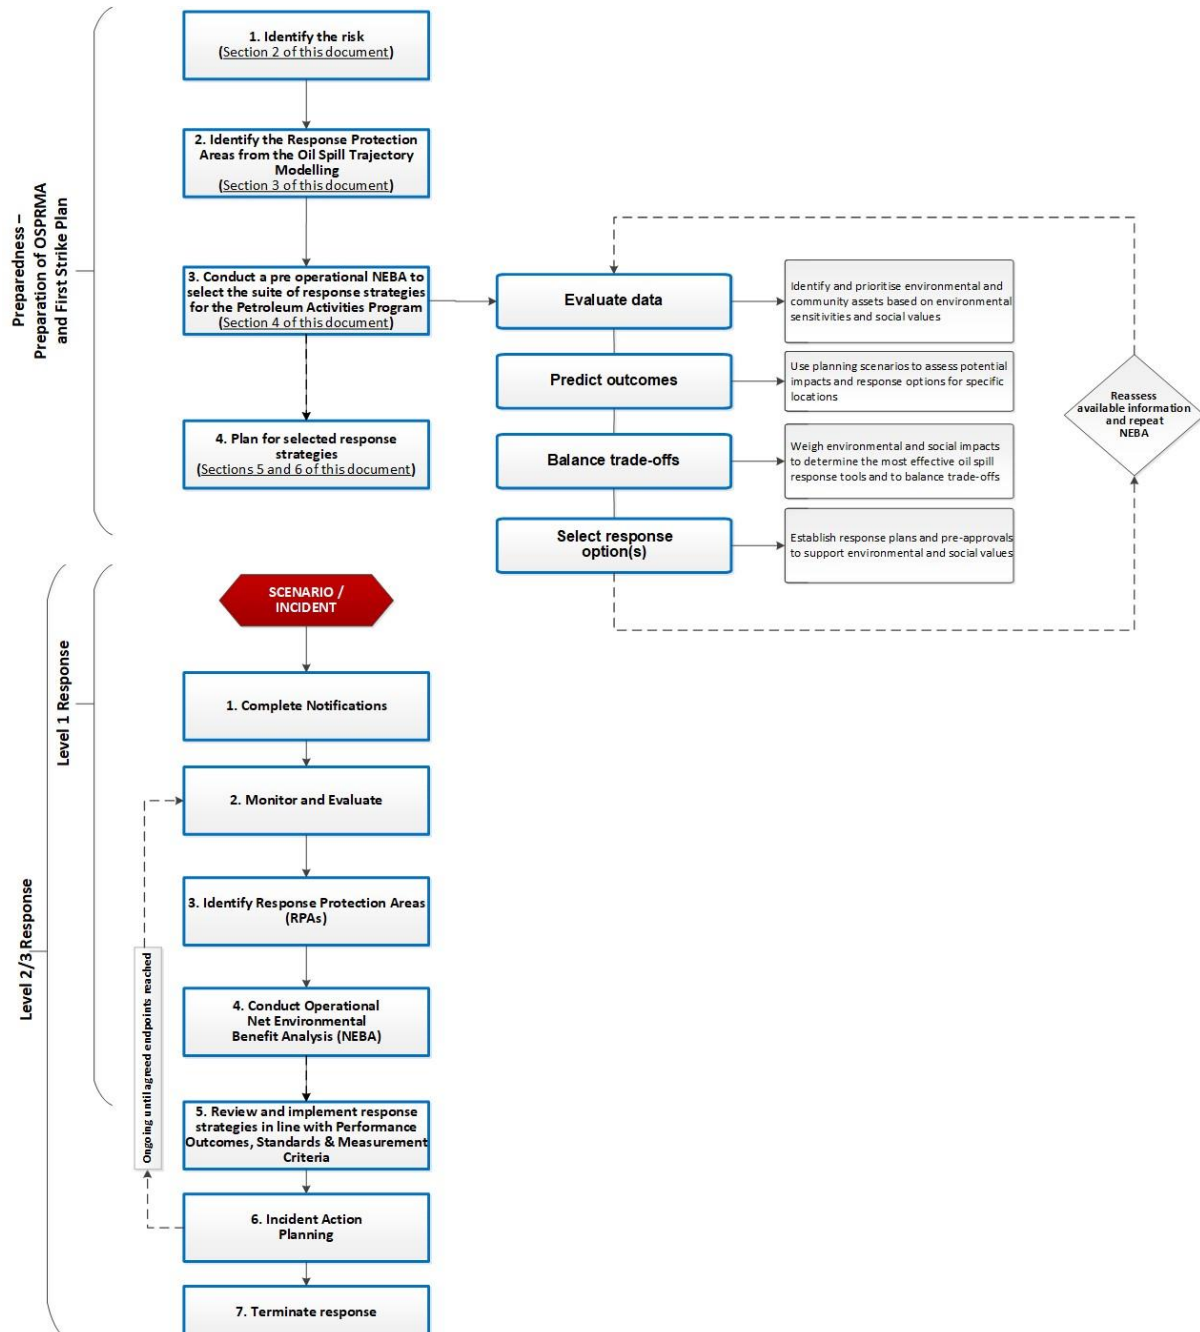 Preparedness –
Preparation of OSPRMA
and First Strike Plan
1. Identify the risk
(Section 2 of this document)
2. Identify the Response Protection
Areas from the Oil Spill Trajectory
Modelling
(Section 3 of this document)
3. Conduct a pre operational NEBA to
select the suite of response strategies
for the Petroleum Activities Program
(Section 4 of this document)
4. Plan for selected response
strategies
(Sections 5 and 6 of this document)
Evaluate data
Identify and prioritise environmental and
community assets based on environmental
sensitivities and social values
Predict outcomes
Use planning scenarios to assess potential
impacts and response options for specific
locations
Balance trade-offs
Weigh environmental and social impacts
to determine the most effective oil spill
response tools and to balance trade-offs
Select response
option(s)
Establish response plans and pre-approvals
to support environmental and social values
Reassess
available information
and repeat
NEBA
Level 2/3 Response
Level 1 Response
SCENARIO /
INCIDENT
1. Complete Notifications
2. Monitor and Evaluate
3. Identify Response Protection Areas
(RPAs)
4. Conduct Operational
Net Environmental
Benefit Analysis (NEBA)
5. Review and implement response
strategies in line with Performance
Outcomes, Standards & Measurement
Criteria
6. Incident Action
Planning
7. Terminate response
Ongoing until agreed endpoints reached